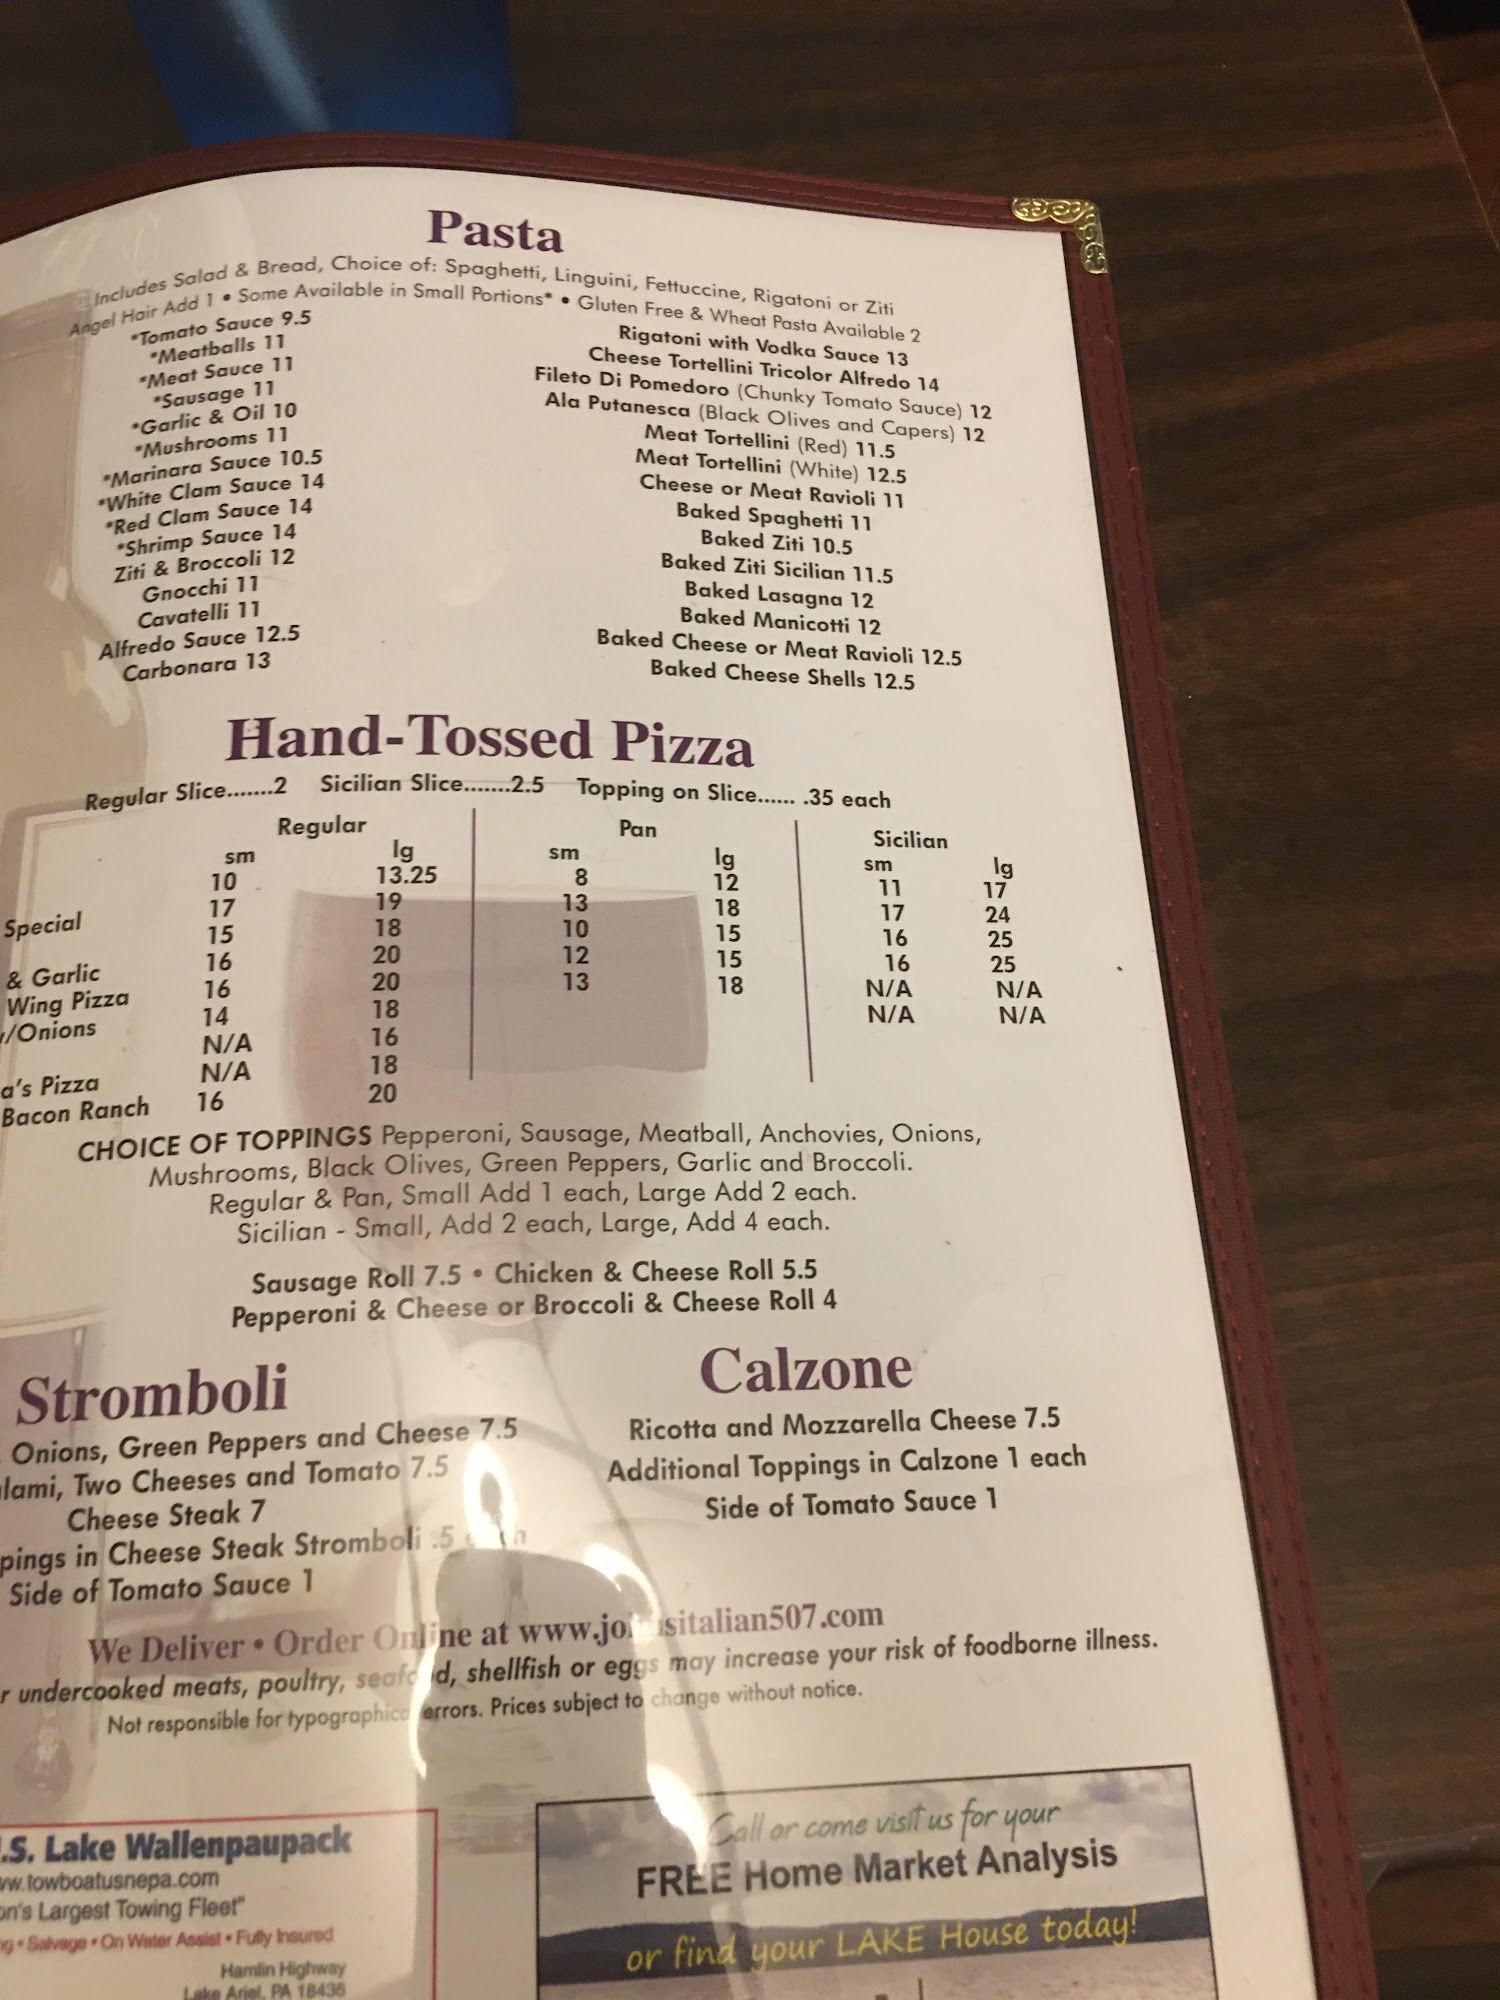 Pasta
Includes Salad & Bread, Choice of: Spaghetti, Linguini, Fettuccine, Rigatoni or Ziti
Angel Hair Add 1 • Some Available in Small Portions* • Gluten Free & Wheat Pasta Available 2
*Tomato Sauce 9.5
*Meatballs 11
*Meat Sauce 11
*Sausage 11
*Garlic & Oil 10
*Mushrooms 11
*Marinara Sauce 10.5
*White Clam Sauce 14
*Red Clam Sauce 14
*Shrimp Sauce 14
Ziti & Broccoli 12
Gnocchi 11
Cavatelli 11
Alfredo Sauce 12.5
Carbonara 13
Rigatoni with Vodka Sauce 13
Cheese Tortellini Tricolor Alfredo 14
Fileto Di Pomedoro (Chunky Tomato Sauce) 12
Ala Putanesca (Black Olives and Capers) 12
Meat Tortellini (Red) 11.5
Meat Tortellini (White) 12.5
Cheese or Meat Ravioli 11
Baked Spaghetti 11
Baked Ziti 10.5
Baked Ziti Sicilian 11.5
Baked Lasagna 12
Baked Manicotti 12
Baked Cheese or Meat Ravioli 12.5
Baked Cheese Shells 12.5
Hand-Tossed Pizza
Regular Slice.......2 Sicilian Slice.......2.5 Topping on Slice...... .35 each
Regular Pan Sicilian
sm lg sm lg sm lg
10 13.25 8 12 11 17
Special 17 19 13 18 17 24
15 18 10 15 16 25
& Garlic 16 20 12 15 16 25
Wing Pizza 16 20 13 18 N/A N/A
/Onions 14 18 N/A N/A
N/A 16
a's Pizza N/A 18
Bacon Ranch 16 20
CHOICE OF TOPPINGS Pepperoni, Sausage, Meatball, Anchovies, Onions,
Mushrooms, Black Olives, Green Peppers, Garlic and Broccoli.
Regular & Pan, Small Add 1 each, Large Add 2 each.
Sicilian - Small, Add 2 each, Large, Add 4 each.
Sausage Roll 7.5 • Chicken & Cheese Roll 5.5
Pepperoni & Cheese or Broccoli & Cheese Roll 4
Stromboli
Onions, Green Peppers and Cheese 7.5
lami, Two Cheeses and Tomato 7.5
Cheese Steak 7
pings in Cheese Steak Stromboli .5
Side of Tomato Sauce 1
Calzone
Ricotta and Mozzarella Cheese 7.5
Additional Toppings in Calzone 1 each
Side of Tomato Sauce 1
We Deliver • Order Online at
r undercooked meats, poultry, seafood, shellfish or eggs may increase your risk of foodborne illness.
Not responsible for typographical errors. Prices subject to change without notice.
.S. Lake Wallenpaupack
ww.towboatusnepa.com
on's Largest Towing Fleet"
• Salvage • On Water Assist • Fully Insured
Hamlin Highway
Lake Ariel, PA 18436
Call or come visit us for your
FREE Home Market Analysis
or find your LAKE House today!